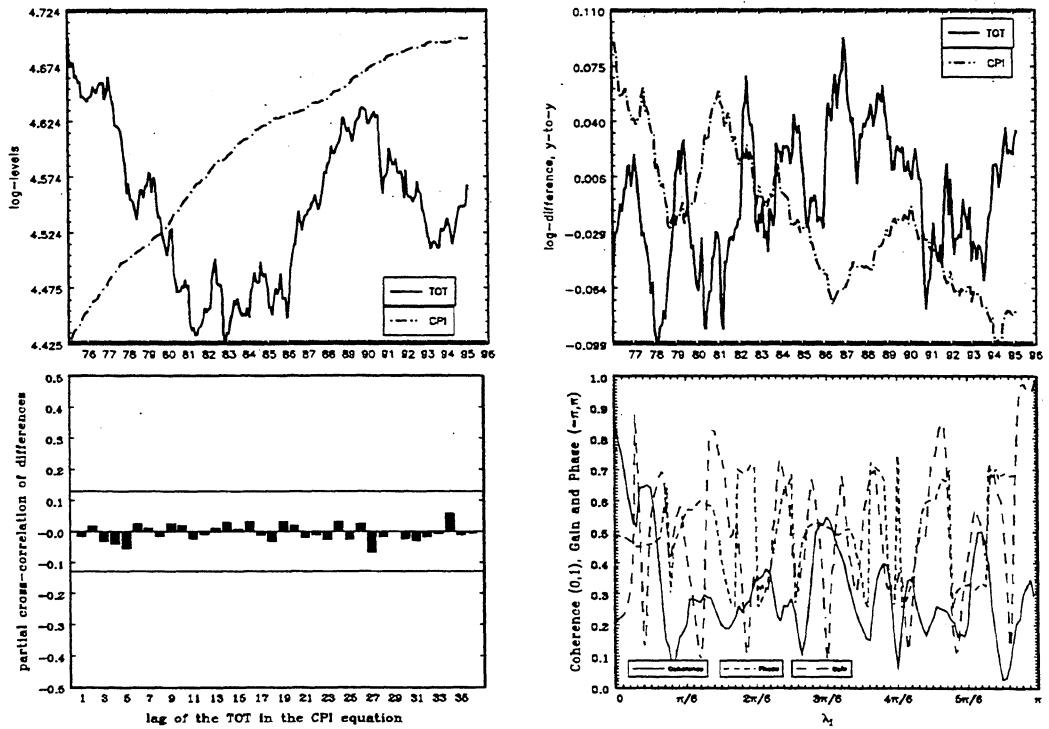 4.724
4.674
4.624
4.574
4.524
4.475
4.425
log-levels
TOT
CPI
76 77 78 79 80 81 82 83 84 85 86 87 88 89 90 91 92 93 94 95 96
0.110
0.075
0.040
0.006
-0.029
-0.064
-0.099
log-difference, y-to-y
TOT
CPI
77 78 79 80 81 82 83 84 85 86 87 88 89 90 91 92 93 94 95 96
0.5
0.4
0.3
0.2
0.1
-0.0
-0.1
-0.2
-0.3
-0.4
-0.5
partial cross-correlation of differences
1 3 5 7 9 11 13 15 17 19 21 23 25 27 29 31 33 35
lag of the TOT in the CPI equation
1.0
0.9
0.8
0.7
0.6
0.5
0.4
0.3
0.2
0.1
0.0
Coherence (0,1), Gain and Phase (-π,π)
Coherence
Phase
Gain
0 π/6 2π/6 3π/6 4π/6 5π/6 π
λ